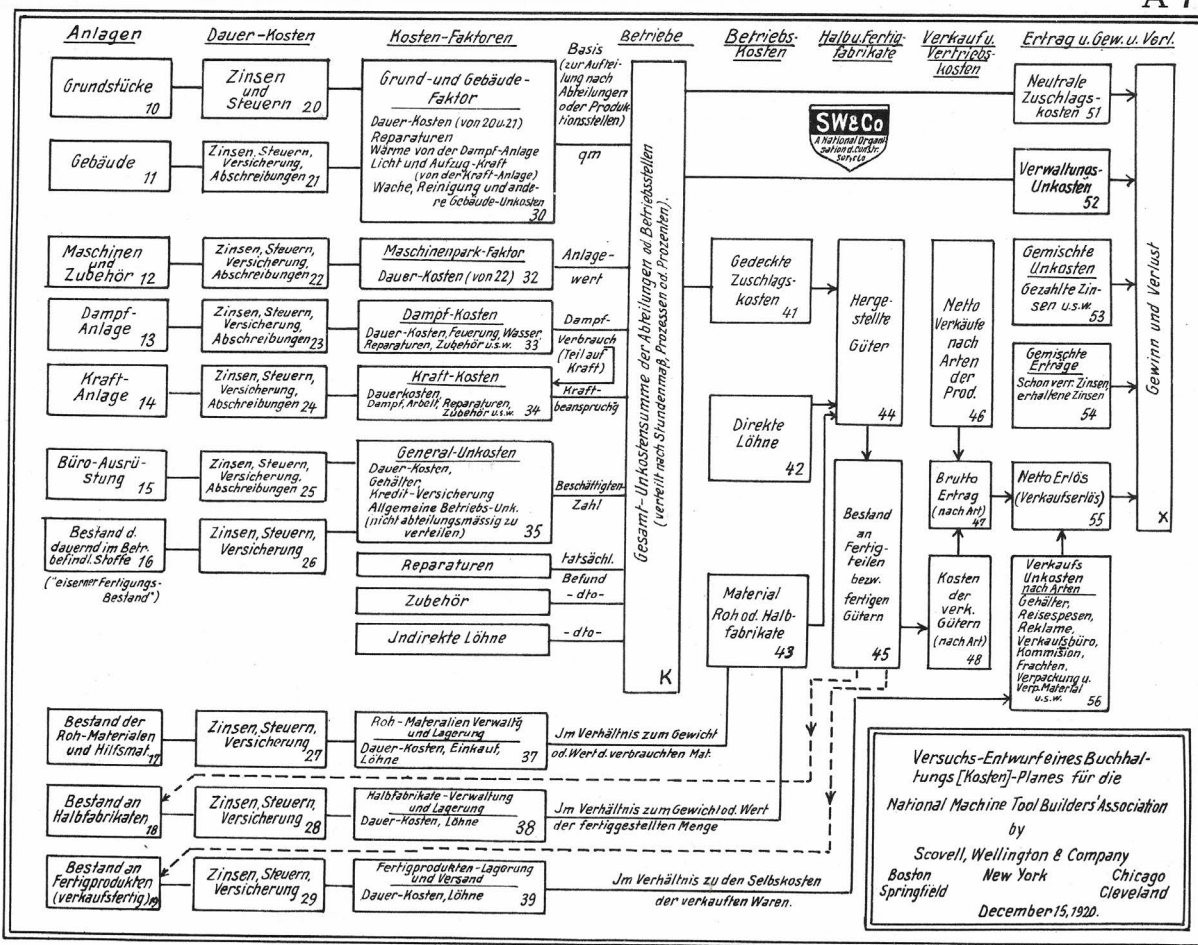 A 7
Anlagen
Dauer-Kosten
Kosten-Faktoren
Basis
(zur Auftei-
lung nach
Abteilungen
oder Produk-
tionsstellen)
Betriebe
Betriebs-
kosten
Halbu.fertig-
fabrikate
Verkauf u.
Vertriebs-
kosten
Ertrag u. Gew. u. Verl.
Grundstücke
10
Zinsen
und
Steuern 20
Grund-und Gebäude-
Faktor
Dauer-Kosten (von 20 u. 21)
Reparaturen
Wärme von der Dampf-Anlage
Licht und Aufzug-Kraft
(von der Kraft-Anlage)
Wache, Reinigung und ande-
re Gebäude-Unkosten
30
qm
Gebäude
11
Zinsen, Steuern,
Versicherung,
Abschreibungen 21
Maschinen
und
Zubehör 12
Zinsen, Steuern,
Versicherung,
Abschreibungen 22
Maschinenpark-Faktor
Dauer-Kosten (von 22) 32
Anlage-
wert
Dampf-
Anlage
13
Zinsen, Steuern,
Versicherung,
Abschreibungen 23
Dampf-Kosten
Dauer-Kosten, Feuerung, Wasser,
Reparaturen, Zubehör u.s.w. 33
Dampf-
Verbrauch
(Teil auf
Kraft)
Kraft-
Anlage
14
Zinsen, Steuern,
Versicherung,
Abschreibungen 24
Kraft-Kosten
Dauerkosten,
Dampf, Arbeit, Reparaturen,
Zubehör u.s.w. 34
Kraft-
beanspruchg
Büro-Ausrü-
stung
15
Zinsen, Steuern,
Versicherung,
Abschreibungen 25
General-Unkosten
Dauer-Kosten,
Gehälter,
Kredit-Versicherung
Allgemeine Betriebs-Unk.
(nicht abteilungsmässig zu
verteilen) 35
Beschäftigten-
Zahl
Bestand d.
dauernd im Betr.
befindl. Stoffe 16
("eiserner Fertigungs-
Bestand")
Zinsen, Steuern,
Versicherung
26
Reparaturen
tatsächl.
Befund
Zubehör
-dto-
Jndirekte Löhne
-dto-
Gesamt-Unkostensumme der Abteilungen od. Betriebsstellen
(verteilt nach Stundenmaß, Prozessen od. Prozenten).
K
SW&Co
A National Organi-
sation d. Constr.
Service
Gedeckte
Zuschlags-
kosten
41
Direkte
Löhne
42
Material
Roh od. Halb-
fabrikate
43
Herge-
stellte
Güter
44
Bestand
an
Fertig-
teilen
bezw.
fertigen
Gütern
45
Netto
Verkäufe
nach
Arten
der
Prod.
46
Brutto
Ertrag
(nach Art)
47
Kosten
der
verk.
Gütern
(nach Art)
48
Neutrale
Zuschlags-
kosten 51
Verwaltungs-
Unkosten
52
Gemischte
Unkosten
Gezahlte Zin-
sen u.s.w.
53
Gemischte
Erträge
Schon verr. Zinsen,
erhaltene Zinsen
54
Netto Erlös
(Verkaufserlös)
55
Verkaufs
Unkosten
nach Arten
Gehälter,
Reisespesen,
Reklame,
Verkaufsbüro,
Kommision,
Frachten,
Verpackung u.
Verp. Material
u.s.w. 56
Gewinn und Verlust
X
Bestand der
Roh-Materialen
und Hilfsmat.
17
Zinsen, Steuern,
Versicherung
27
Roh-Materialien Verwaltg
und Lagerung
Dauer-Kosten, Einkauf,
Löhne 37
Jm Verhältnis zum Gewicht
od. Wert d. verbrauchten Mat.
Bestand an
Halbfabrikaten
18
Zinsen, Steuern,
Versicherung
28
Halbfabrikate-Verwaltung
und Lagerung
Dauer-Kosten, Löhne 38
Jm Verhältnis zum Gewicht od. Wert
der fertiggestellten Menge
Bestand an
Fertigprodukten
(verkaufsfertig) 19
Zinsen, Steuern,
Versicherung
29
Fertigprodukten-Lagerung
und Versand
Dauer-Kosten, Löhne 39
Jm Verhältnis zu den Selbskosten
der verkauften Waren.
Versuchs-Entwurf eines Buchhal-
tungs [Kosten]-Planes für die
National Machine Tool Builders' Association
by
Scovell, Wellington & Company
Boston New York Chicago
Springfield Cleveland
December 15, 1920.